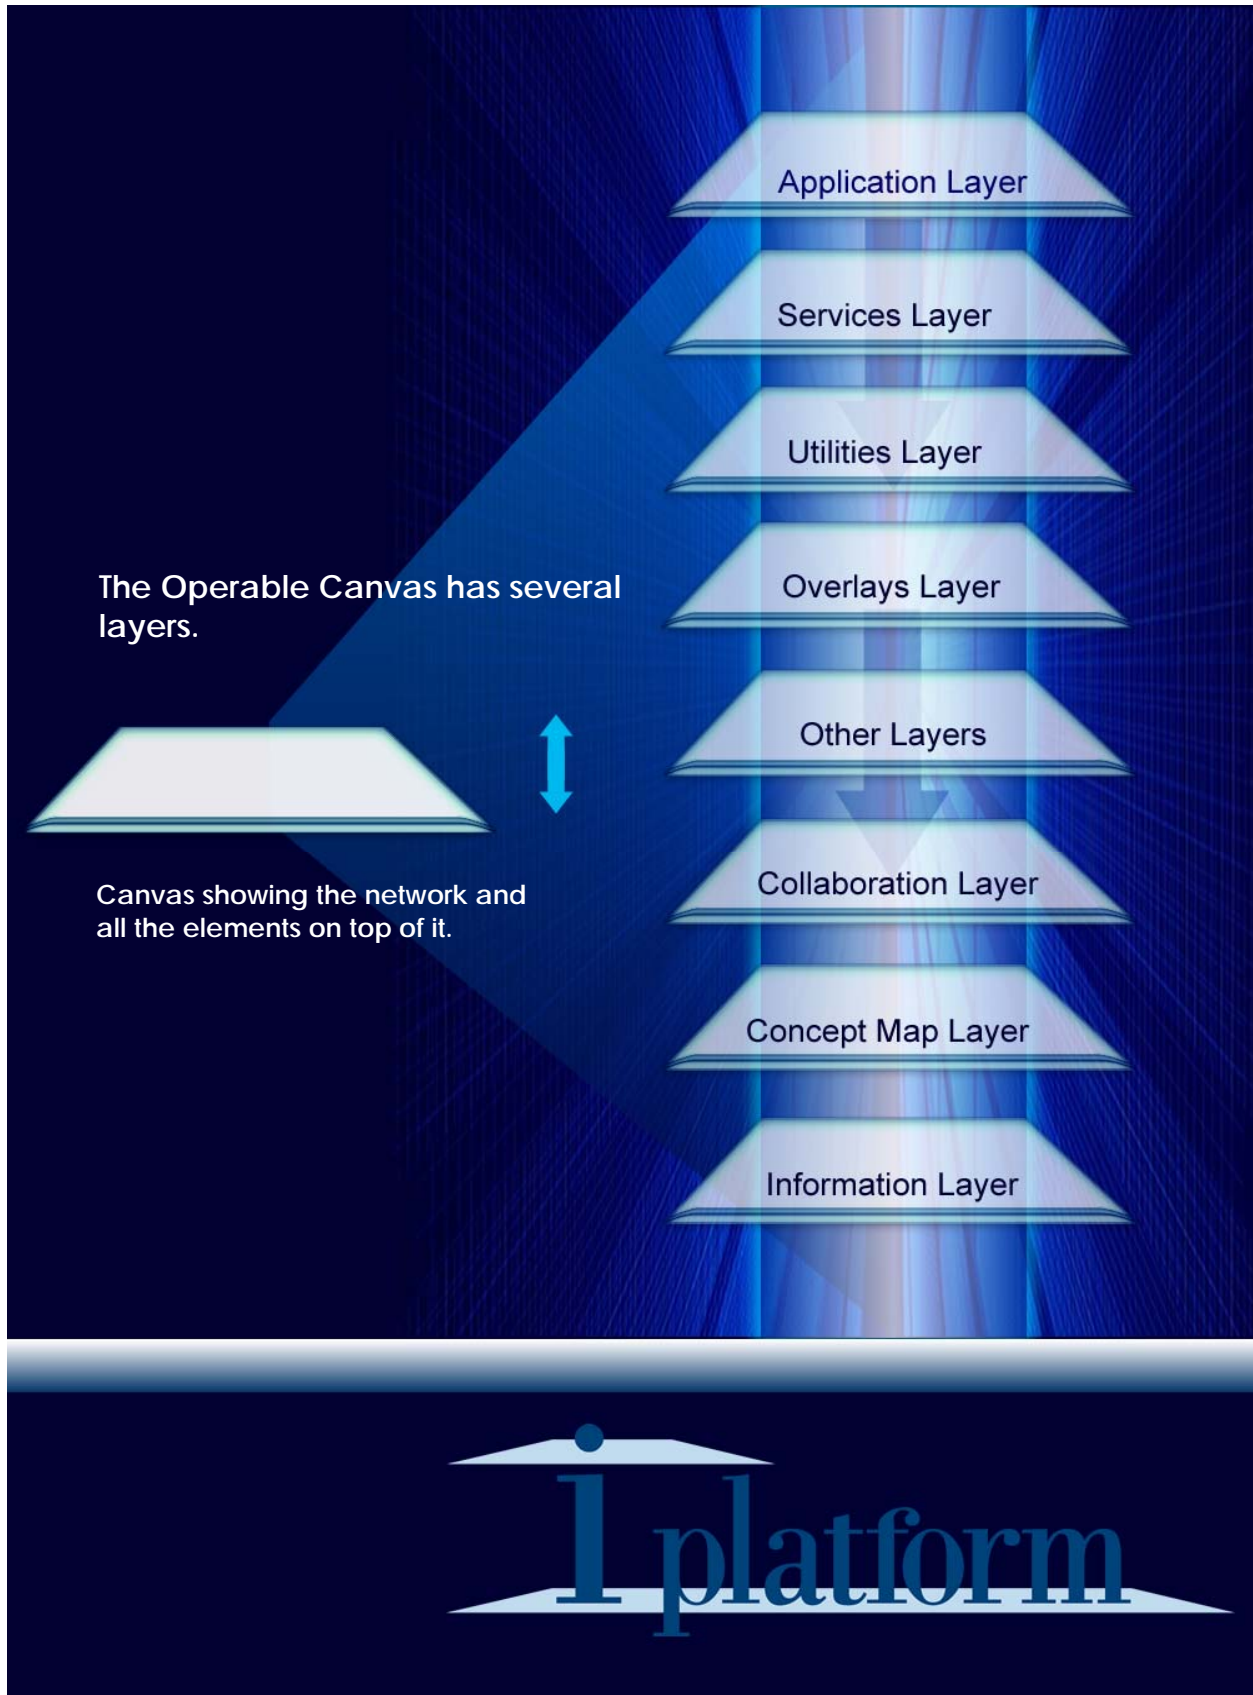 Application Layer
Services Layer
Utilities Layer
The Operable Canvas has several
layers.
Overlays Layer
Other Layers
Canvas showing the network and
all the elements on top of it.
Collaboration Layer
Concept Map Layer
Information Layer
i platform